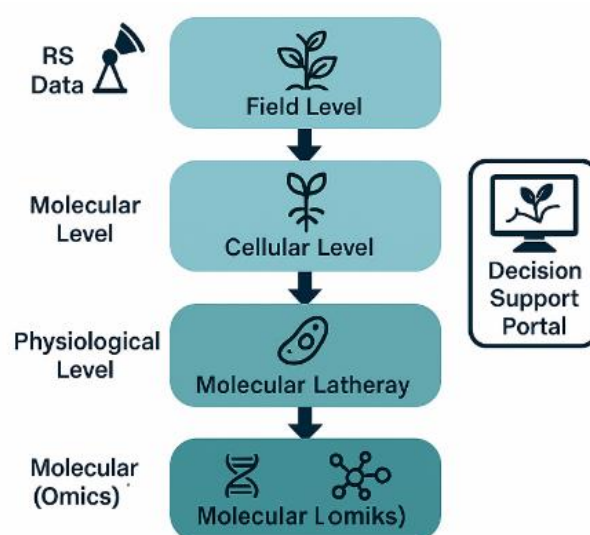 RS
Data
Field Level
Molecular
Level
Cellular Level
Decision
Support
Portal
Physiological
Level
Molecular Latheray
Molecular
(Omics)
Molecular Lomiks)